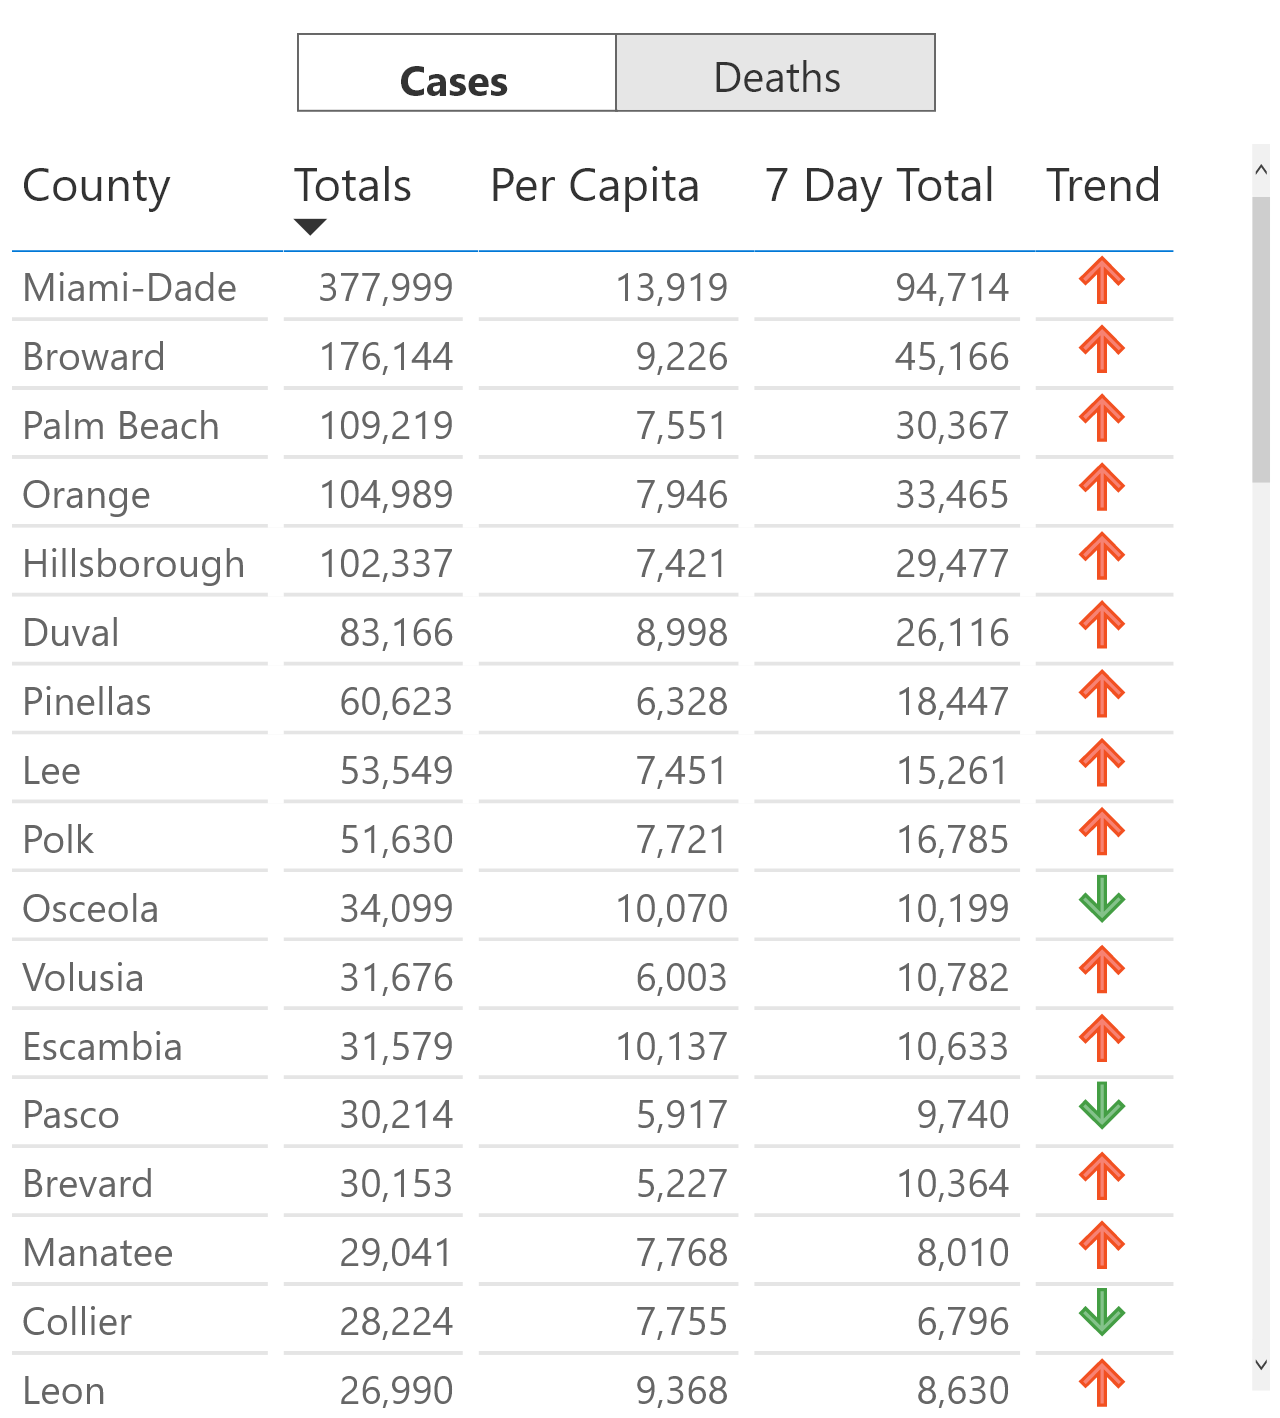 Cases Deaths
County Totals Per Capita 7 Day Total Trend
Miami-Dade 377,999 13,919 94,714
Broward 176,144 9,226 45,166
Palm Beach 109,219 7,551 30,367
Orange 104,989 7,946 33,465
Hillsborough 102,337 7,421 29,477
Duval 83,166 8,998 26,116
Pinellas 60,623 6,328 18,447
Lee 53,549 7,451 15,261
Polk 51,630 7,721 16,785
Osceola 34,099 10,070 10,199
Volusia 31,676 6,003 10,782
Escambia 31,579 10,137 10,633
Pasco 30,214 5,917 9,740
Brevard 30,153 5,227 10,364
Manatee 29,041 7,768 8,010
Collier 28,224 7,755 6,796
Leon 26,990 9,368 8,630